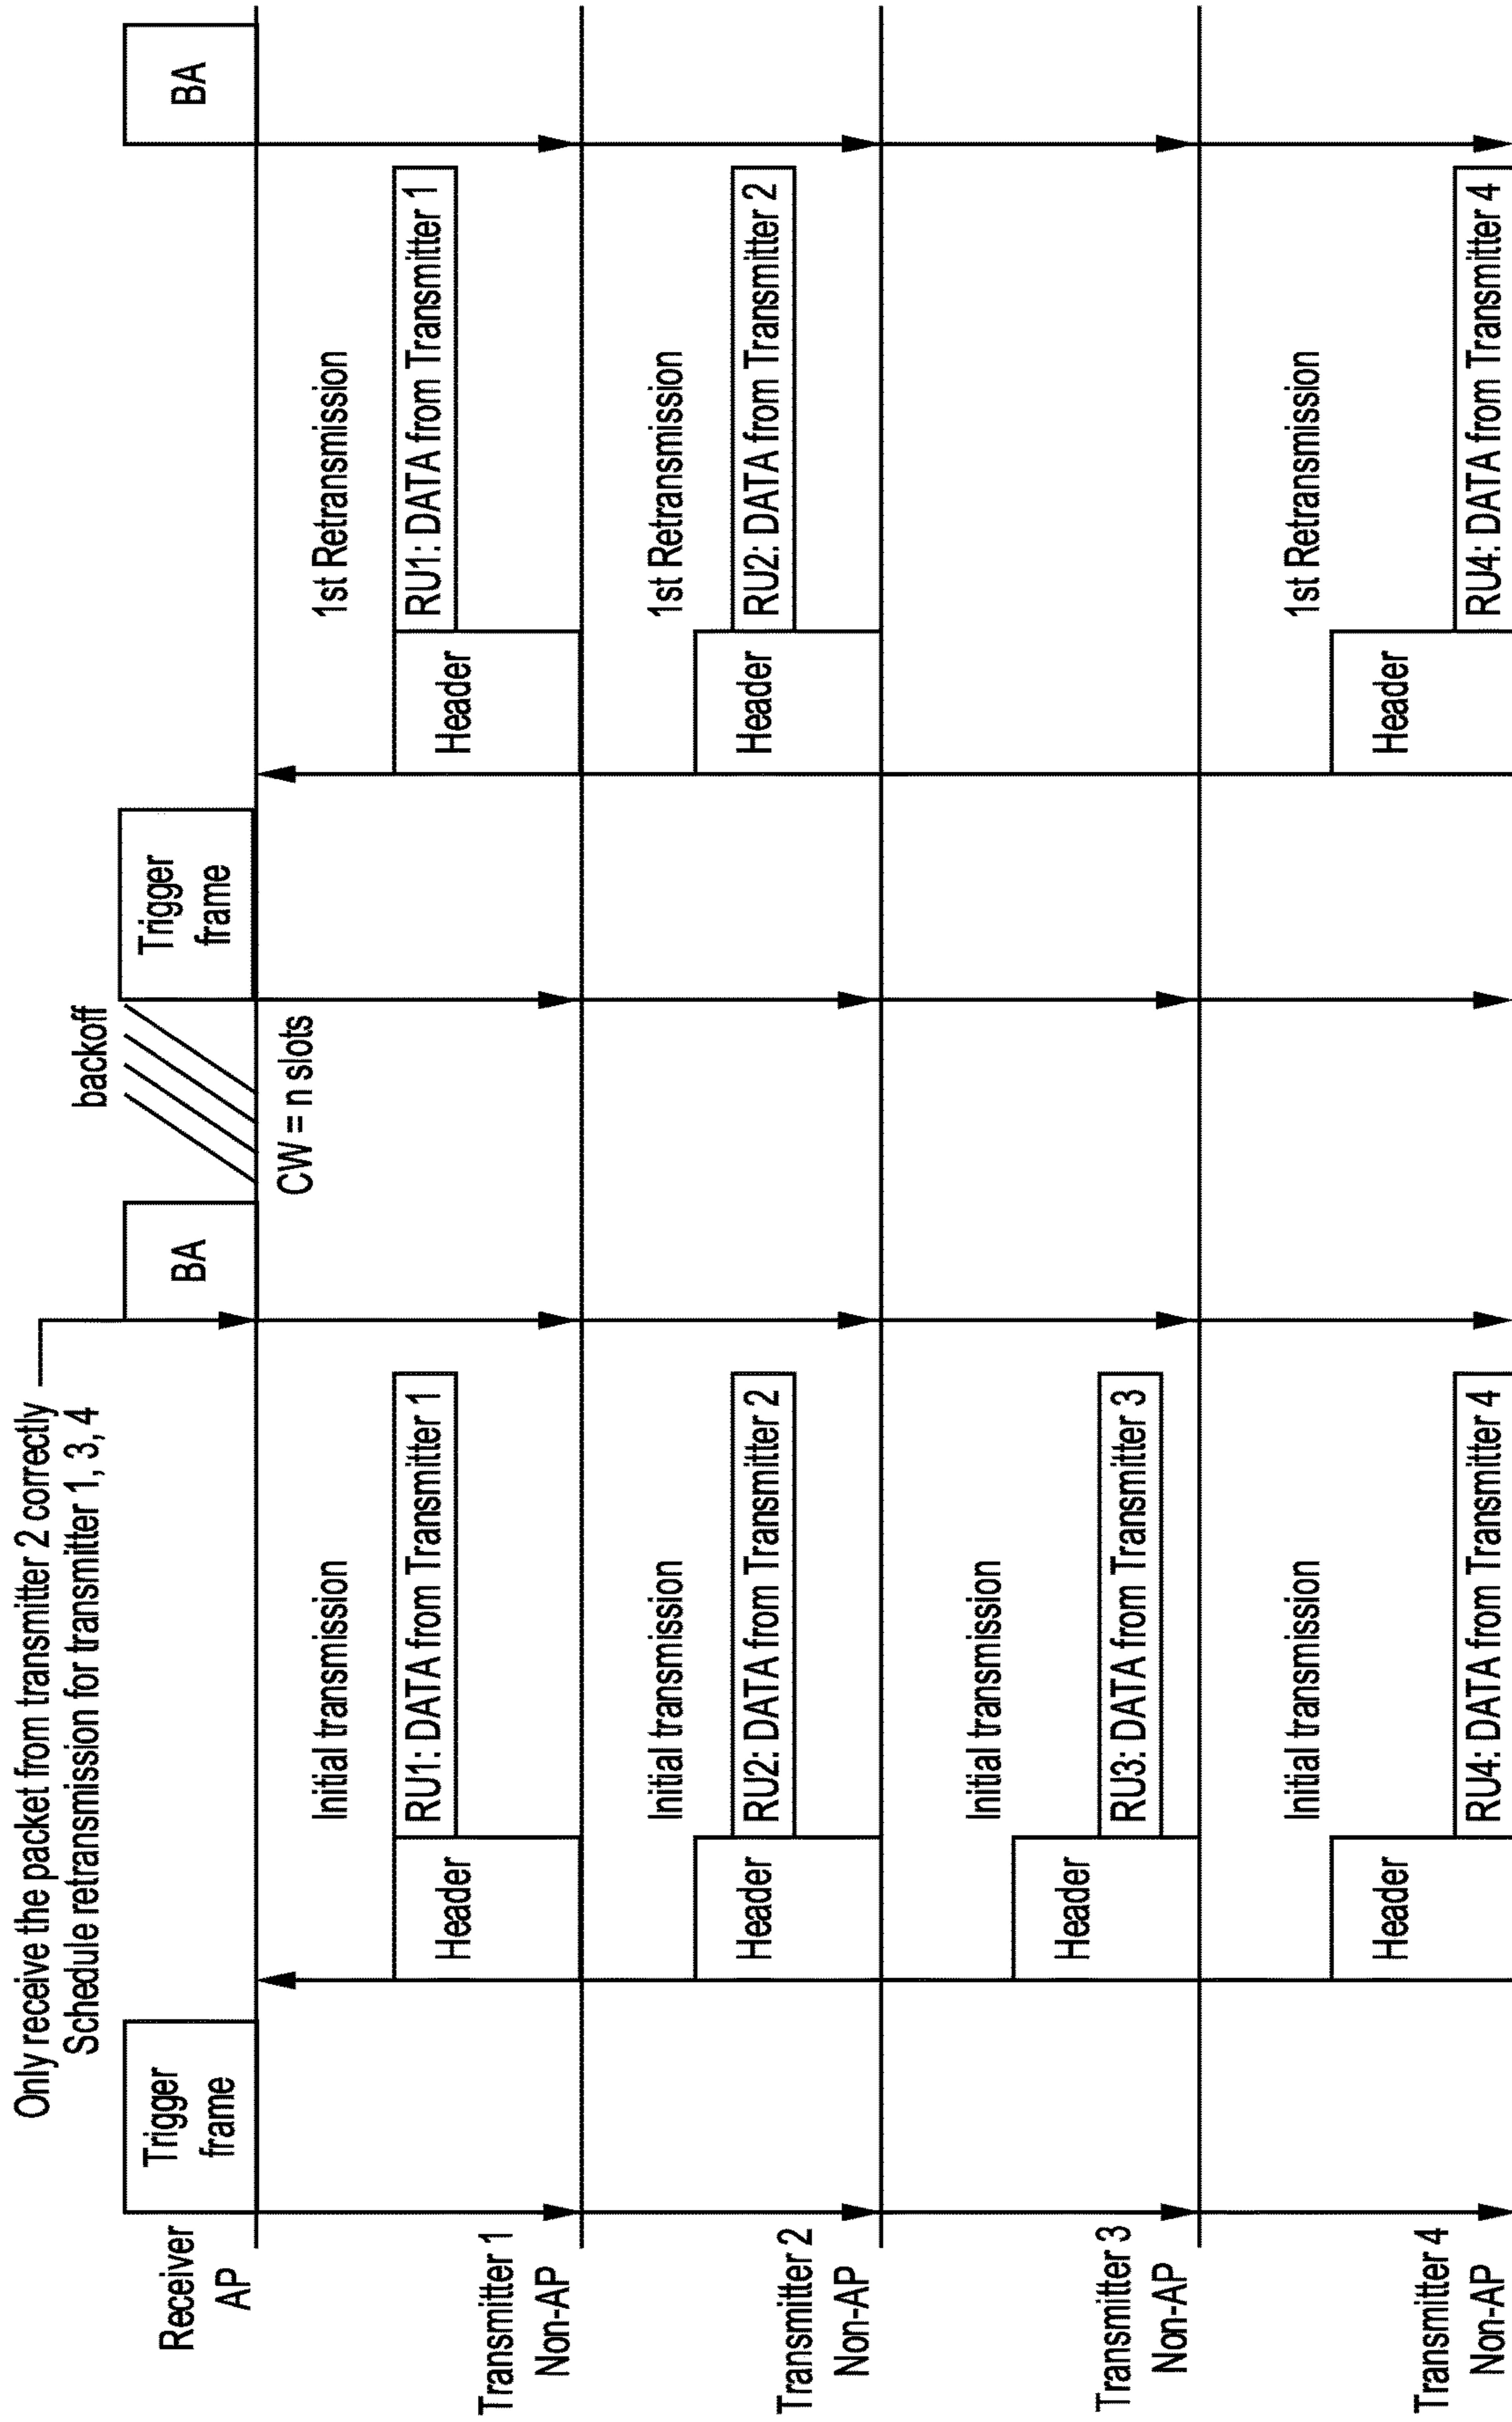 Only receive the packet from transmitter 2 correctly
Schedule retransmission for transmitter 1, 3, 4
backoff
Receiver
AP
Trigger
frame
BA
CW = n slots
Trigger
frame
BA
Transmitter 1
Non-AP
Initial transmission
Header
RU1: DATA from Transmitter 1
1st Retransmission
Header
RU1: DATA from Transmitter 1
Transmitter 2
Non-AP
Initial transmission
Header
RU2: DATA from Transmitter 2
1st Retransmission
Header
RU2: DATA from Transmitter 2
Transmitter 3
Non-AP
Initial transmission
Header
RU3: DATA from Transmitter 3
Transmitter 4
Non-AP
Initial transmission
Header
RU4: DATA from Transmitter 4
1st Retransmission
Header
RU4: DATA from Transmitter 4